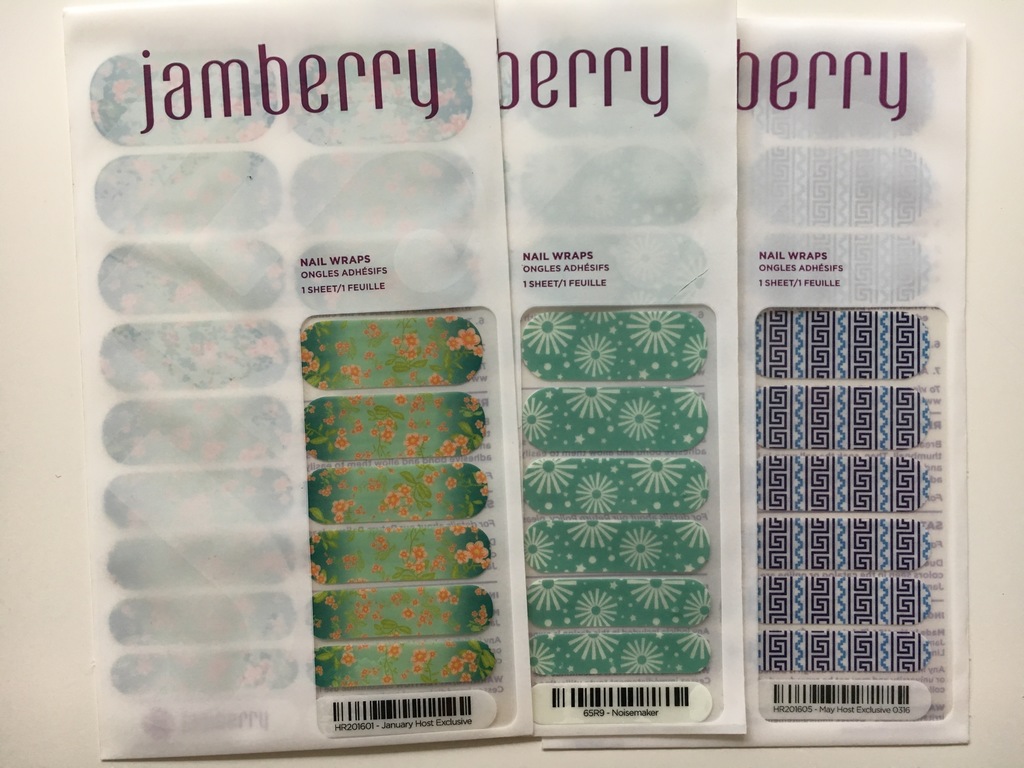 jamberry
NAIL WRAPS
ONGLES ADHÉSIFS
1 SHEET/1 FEUILLE
HR201601 - January Host Exclusive
berry
NAIL WRAPS
ONGLES ADHÉSIFS
1 SHEET/1 FEUILLE
65R9 - Noisemaker
berry
NAIL WRAPS
ONGLES ADHÉSIFS
1 SHEET/1 FEUILLE
HR201605 - May Host Exclusive 0316